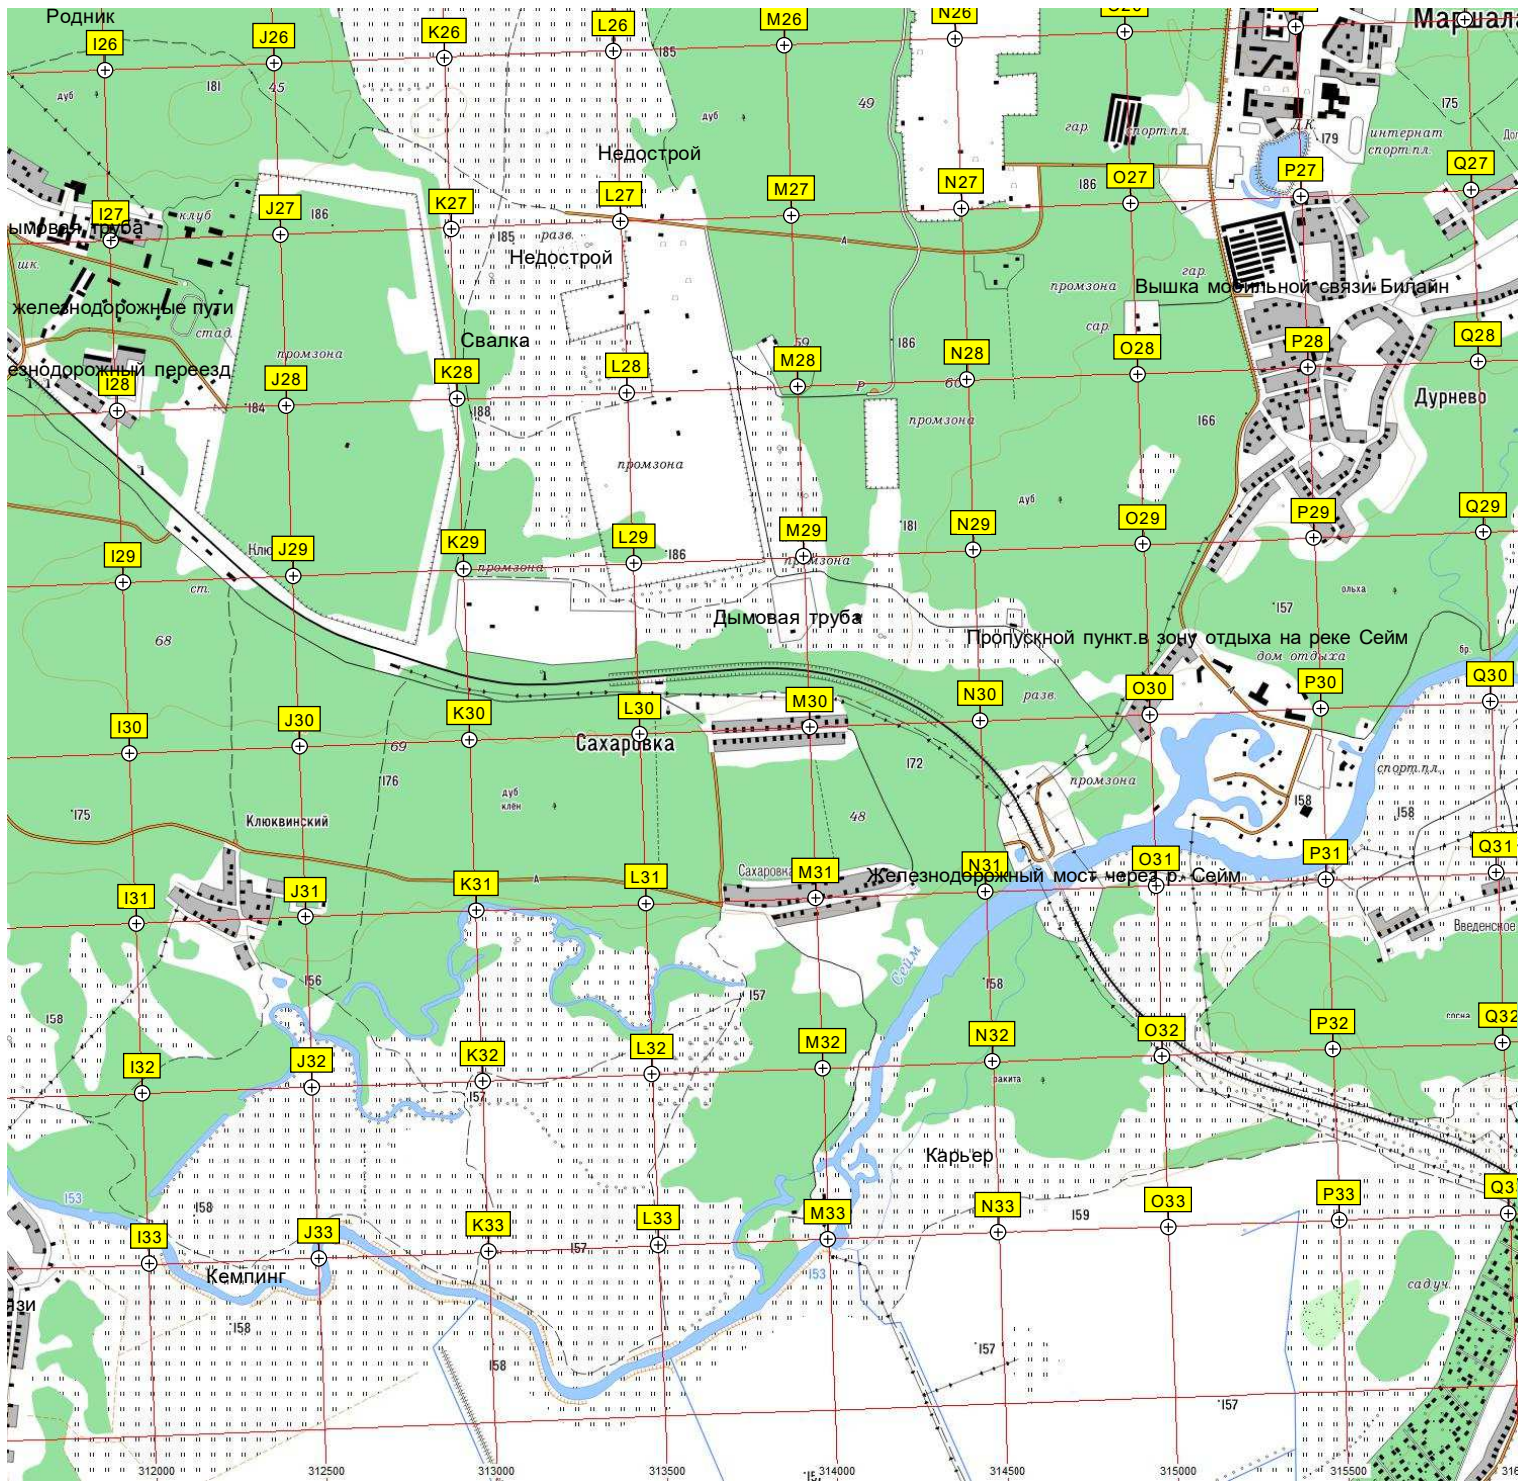 Родник
I26
J26
K26
L26
M26
N26
185
181
45
дуб
дуб
49
гар.
спорт.пл.
ДК
179
175
интернат
спорт.пл.
Недострой
I27
J27
K27
L27
M27
N27
O27
P27
Q27
клуб
186
186
185
разв.
Недострой
А
ымовая труба
шк.
железнодорожные пути
стад.
промзона
гар.
промзона
Вышка мобильной связи Билайн
сар.
Свалка
59
186
I28
J28
K28
L28
M28
N28
O28
P28
Q28
езнодорожный переезд
промзона
184
188
Р
60
промзона
166
Дурнево
промзона
дуб
181
I29
J29
K29
L29
M29
N29
O29
P29
Q29
186
промзона
промзона
ст.
68
157
ольха
Дымовая труба
Пропускной пункт.в зону отдыха на реке Сейм
дом отдыха
бр.
разв.
I30
J30
K30
L30
M30
N30
O30
P30
Q30
А
69
Сахаровка
172
176
промзона
спорт.пл.
дуб
клён
175
Клюквинский
48
158
158
I31
J31
K31
L31
M31
N31
O31
P31
Q31
А
Сахаровка
Железнодорожный мост через р. Сейм
Введенское
Сейм
156
157
158
158
сосна
I32
J32
K32
L32
M32
N32
O32
P32
Q32
157
ракита
Карьер
153
158
I33
J33
K33
L33
M33
N33
O33
P33
157
159
Кемпинг
153
садуч.
язи
158
158
157
157
312000
312500
313000
313500
314000
314500
315000
315500